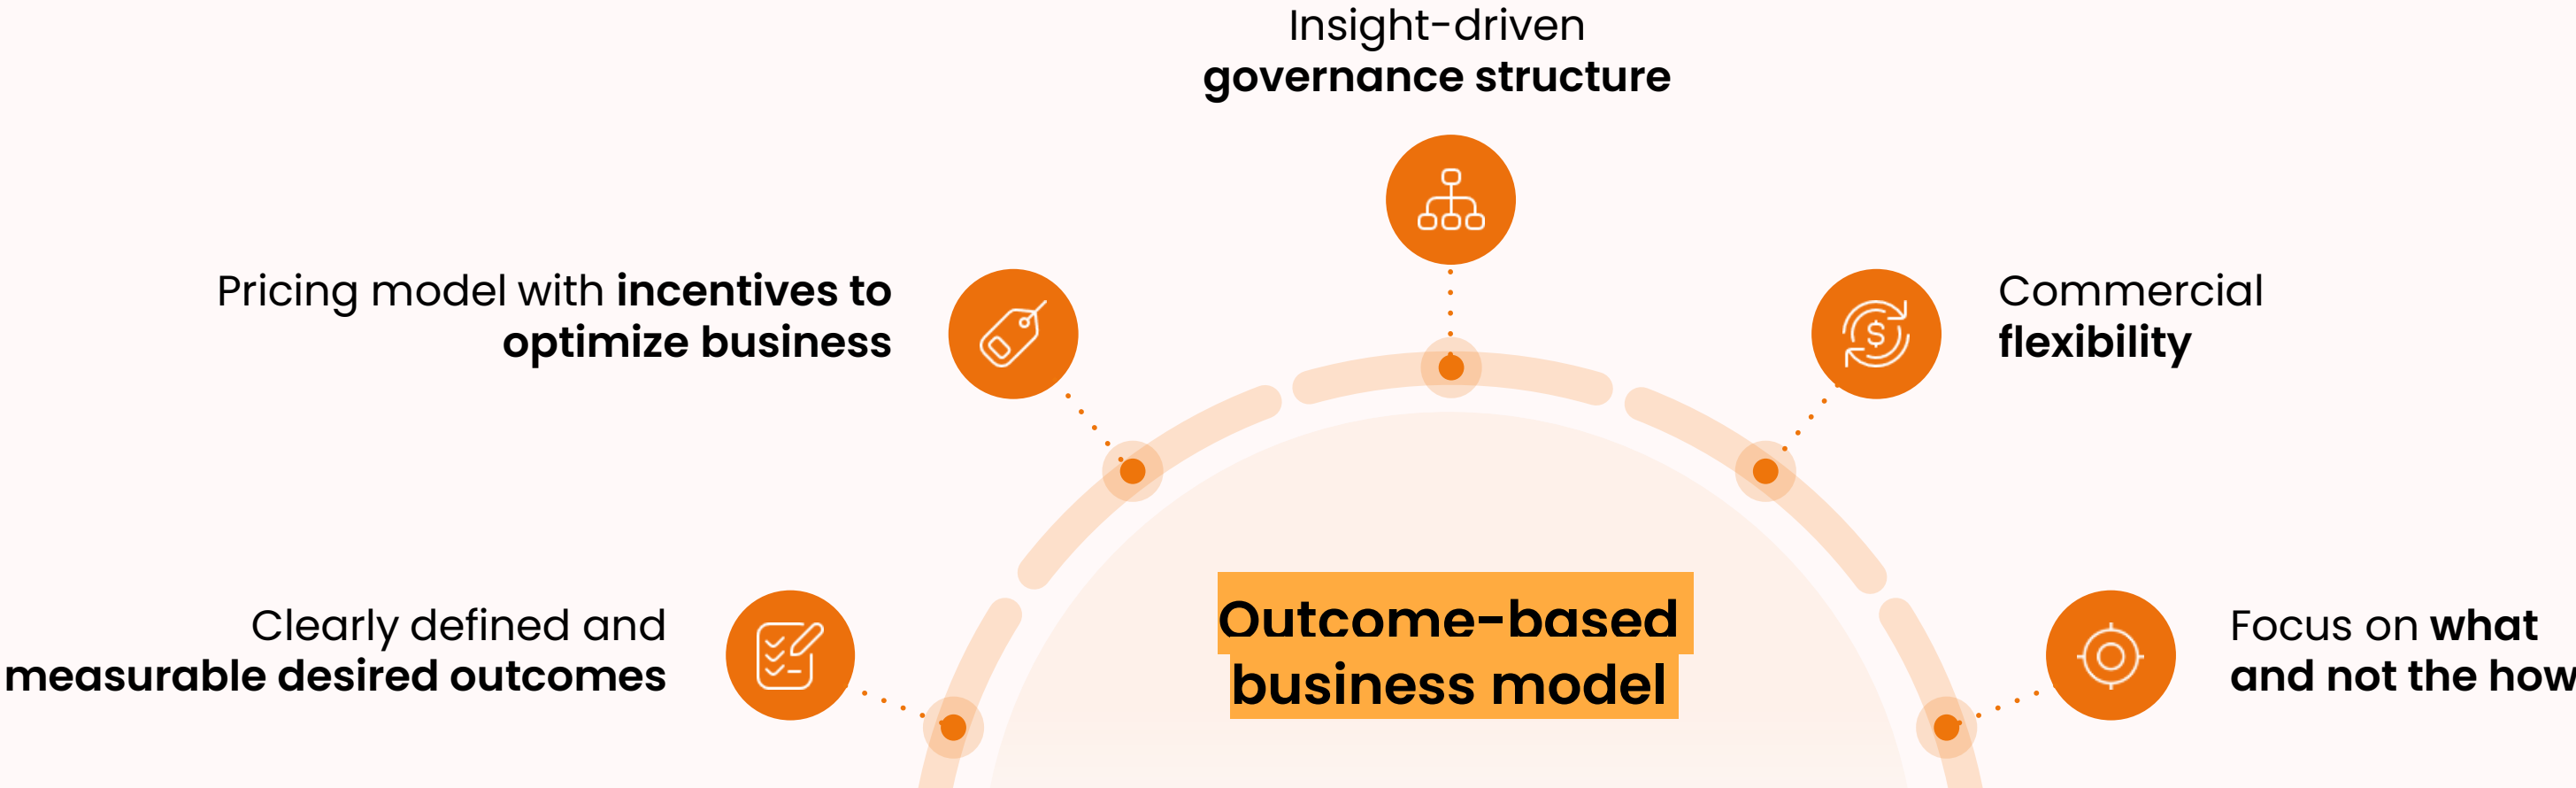 Insight-driven
governance structure
Pricing model with incentives to
optimize business
Commercial
flexibility
Clearly defined and
measurable desired outcomes
Outcome-based
business model
Focus on what
and not the how
$